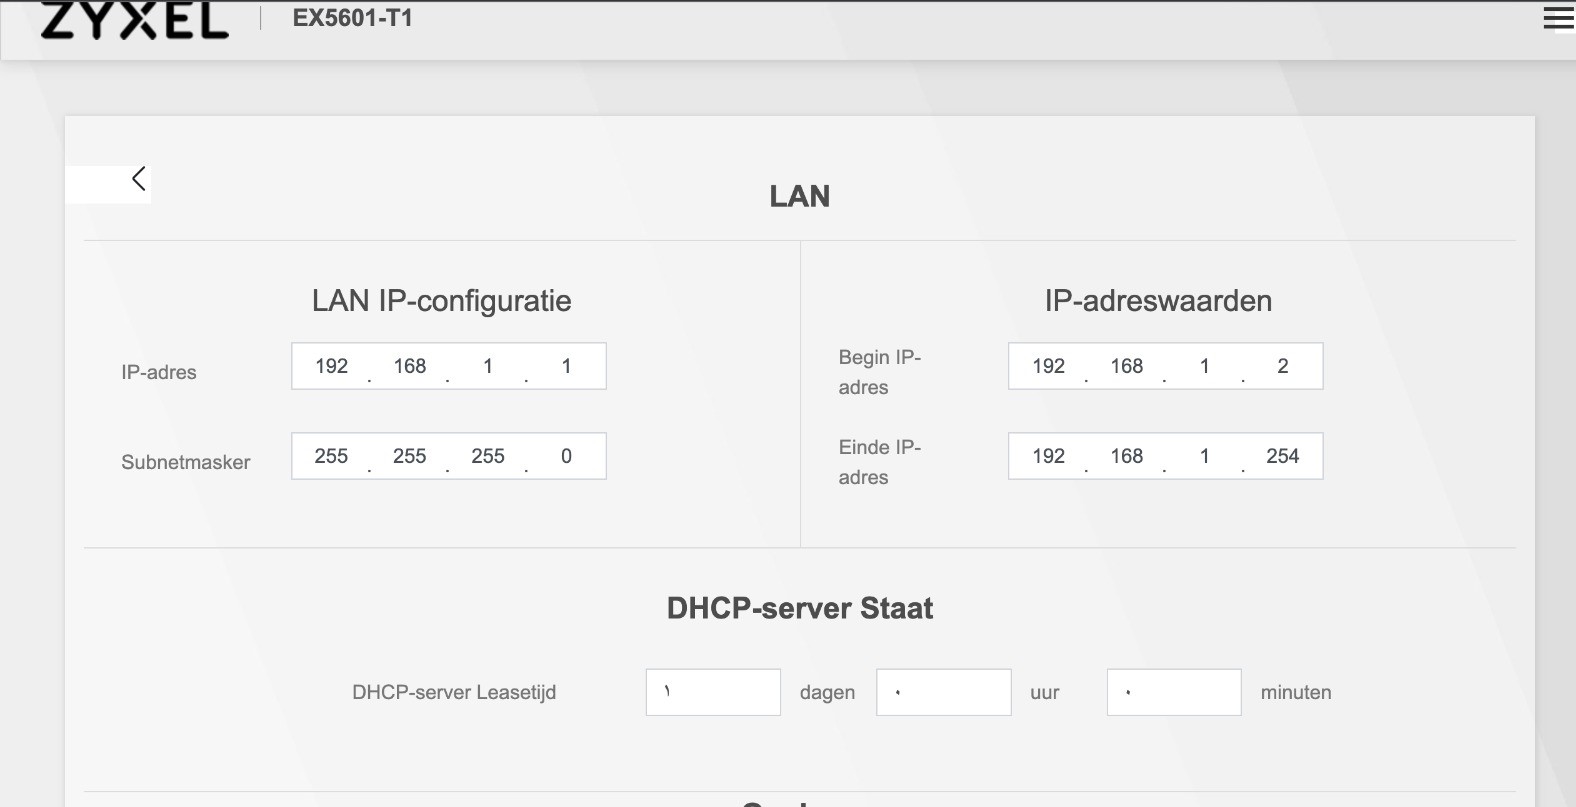 ZYXEL EX5601-T1
LAN
LAN IP-configuratie
IP-adres 192 . 168 . 1 . 1
Subnetmasker 255 . 255 . 255 . 0
IP-adreswaarden
Begin IP-
adres
192 . 168 . 1 . 2
Einde IP-
adres
192 . 168 . 1 . 254
DHCP-server Staat
DHCP-server Leasetijd ١ dagen ٠ uur ٠ minuten